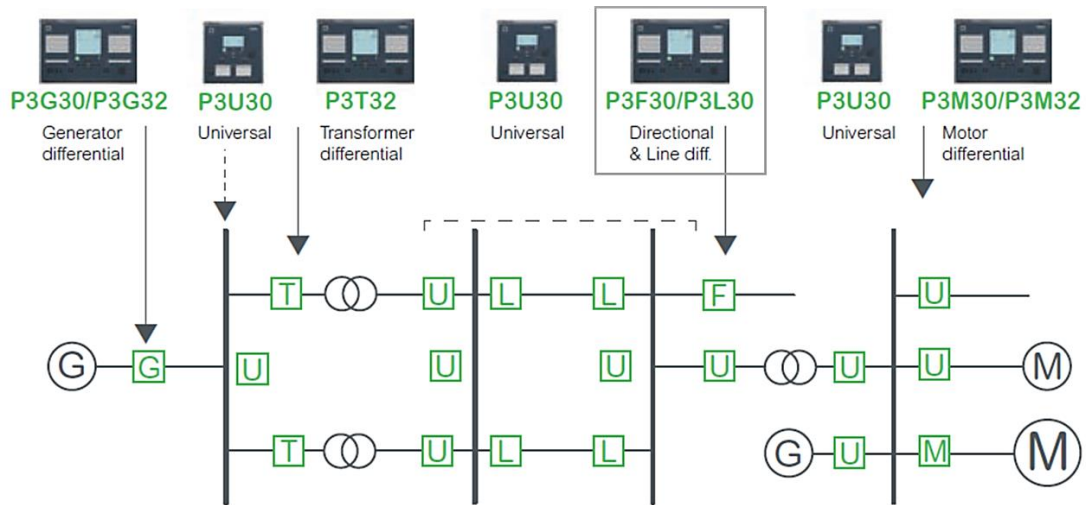 P3G30/P3G32
P3U30
P3T32
P3U30
P3F30/P3L30
P3U30
P3M30/P3M32
Generator
differential
Universal
Transformer
differential
Universal
Directional
& Line diff.
Universal
Motor
differential
T
U
L
L
F
U
G
G
U
U
U
U
U
U
M
T
U
L
L
G
U
M
M